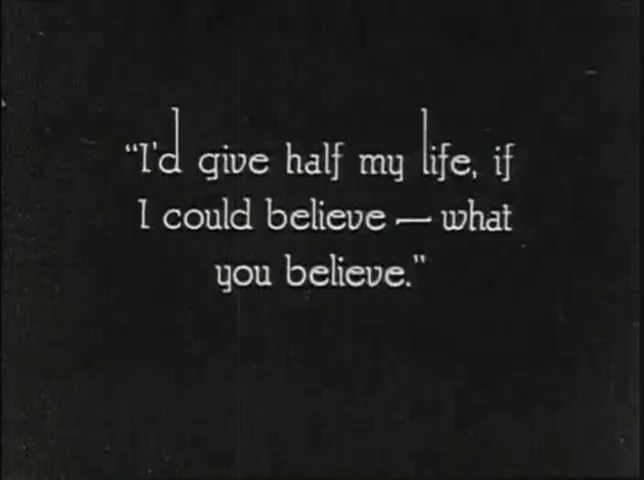 “I'd give half my life, if
I could believe — what
you believe.”